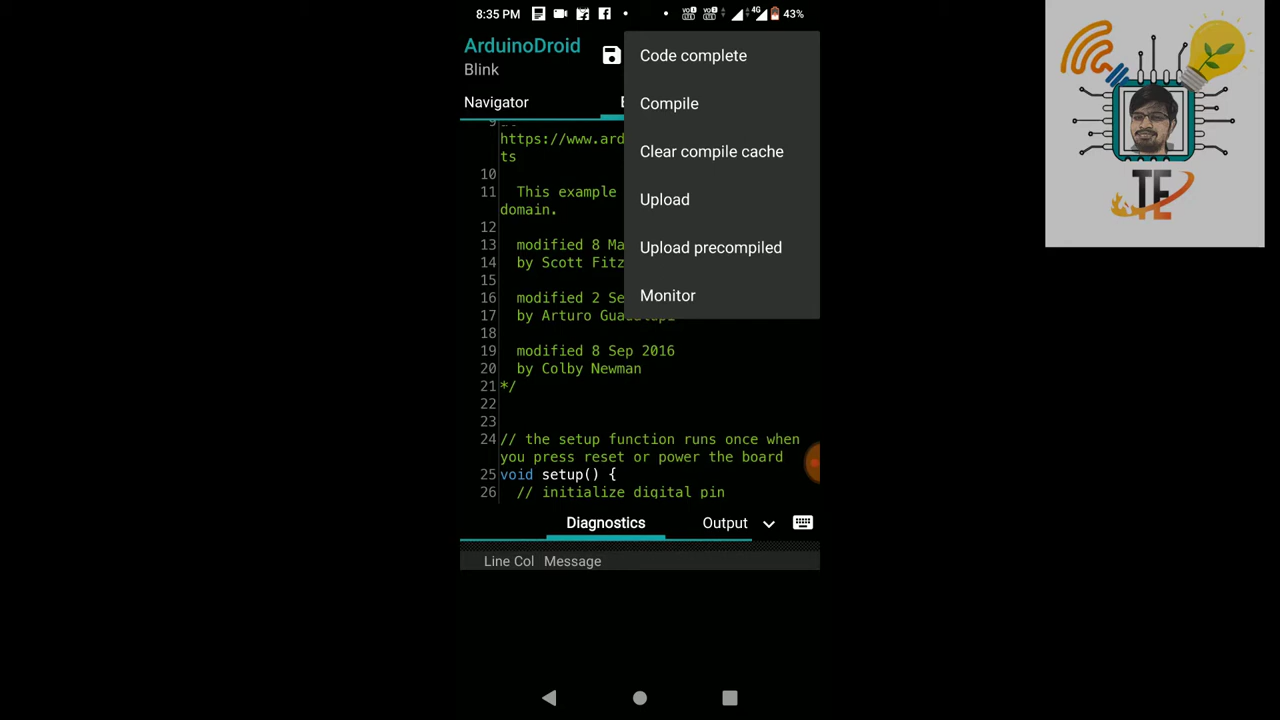 8:35 PM
43%
ArduinoDroid
Blink
Navigator
Code complete
Compile
Clear compile cache
Upload
Upload precompiled
Monitor
https://www.ard
ts
10
11 This example
domain.
12
13 modified 8 Ma
14 by Scott Fitz
15
16 modified 2 Se
17 by Arturo Guadalupi
18
19 modified 8 Sep 2016
20 by Colby Newman
21 */
22
23
24 // the setup function runs once when
you press reset or power the board
25 void setup() {
26 // initialize digital pin
Diagnostics Output
Line Col Message
TE